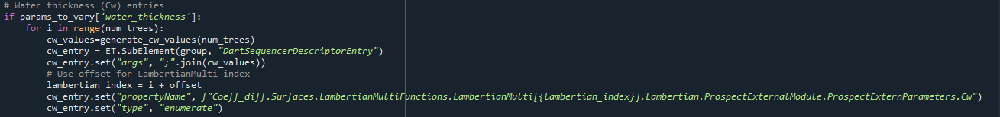 # Water thickness (Cw) entries
if params_to_vary['water_thickness']:
    for i in range(num_trees):
        cw_values=generate_cw_values(num_trees)
        cw_entry = ET.SubElement(group, "DartSequencerDescriptorEntry")
        cw_entry.set("args", ";".join(cw_values))
        # Use offset for LambertianMulti index
        lambertian_index = i + offset
        cw_entry.set("propertyName", f"Coeff_diff.Surfaces.LambertianMultiFunctions.LambertianMulti[{lambertian_index}].Lambertian.ProspectExternalModule.ProspectExternParameters.Cw")
        cw_entry.set("type", "enumerate")